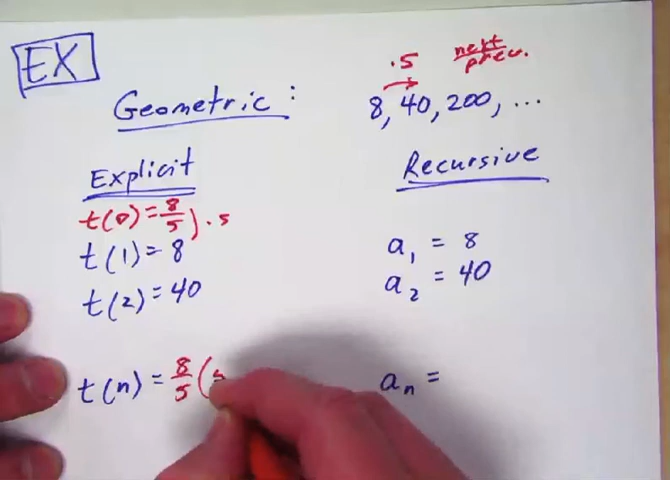 EX
·5 next/prev.
Geometric: 8, 40, 200, ...
Explicit
t(0) = 8/5 ) ·5
t(1) = 8
t(2) = 40
t(n) = 8/5 (5
Recursive
a₁ = 8
a₂ = 40
aₙ =